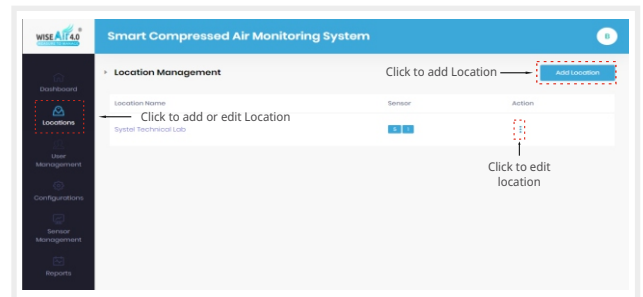 WISE Air 4.0
Smart Compressed Air Monitoring System
Location Management
Click to add Location
Add Location
Dashboard
Location Name
Sensor
Action
Locations
Click to add or edit Location
Systel Technical Lab
User
Management
Click to edit
location
Configurations
Sensor
Management
Reports